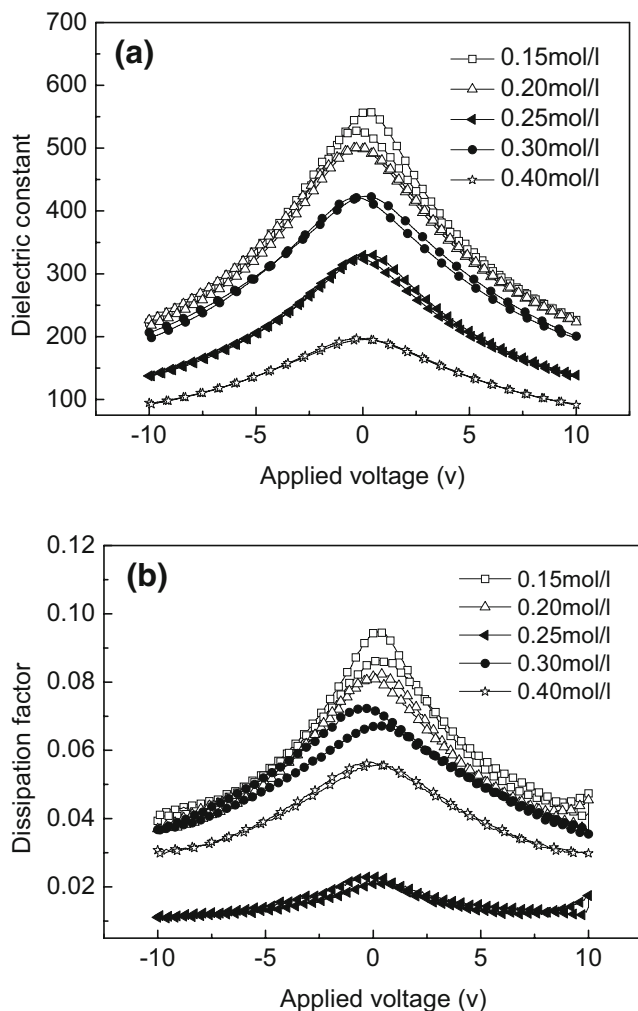 (a)
Dielectric constant
700
600
500
400
300
200
100
0.15mol/l
0.20mol/l
0.25mol/l
0.30mol/l
0.40mol/l
-10 -5 0 5 10
Applied voltage (v)
(b)
Dissipation factor
0.12
0.10
0.08
0.06
0.04
0.02
0.15mol/l
0.20mol/l
0.25mol/l
0.30mol/l
0.40mol/l
-10 -5 0 5 10
Applied voltage (v)